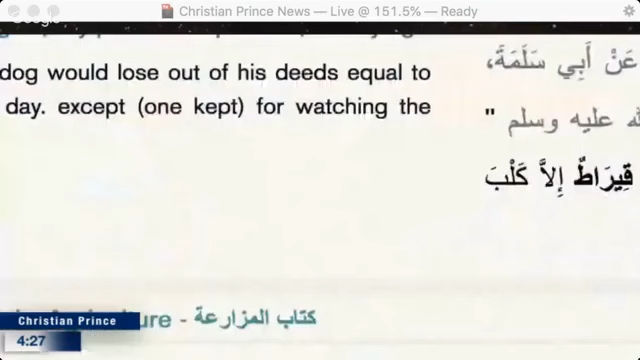 Christian Prince News — Live @ 151.5% — Ready
dog would lose out of his deeds equal to
day. except (one kept) for watching the
عَنْ أَبِي سَلَمَةَ،
الله عليه وسلم "
قِيرَاطٌ إِلاَّ كَلْبَ
ure - كتاب المزارعة
Christian Prince
4:27